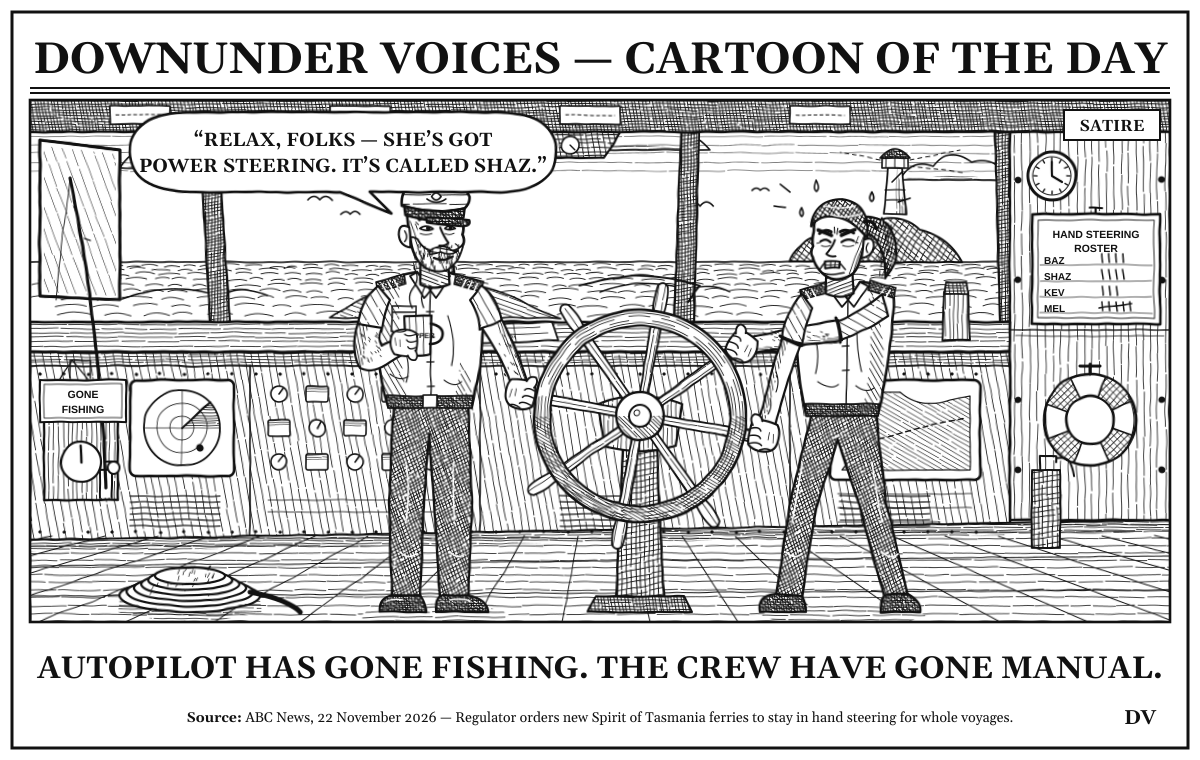 DOWNUNDER VOICES — CARTOON OF THE DAY
SATIRE
“RELAX, FOLKS — SHE’S GOT
POWER STEERING. IT’S CALLED SHAZ.”
HAND STEERING
ROSTER
BAZ
SHAZ
KEV
MEL
GONE
FISHING
AUTOPILOT HAS GONE FISHING. THE CREW HAVE GONE MANUAL.
Source: ABC News, 22 November 2026 — Regulator orders new Spirit of Tasmania ferries to stay in hand steering for whole voyages.
DV